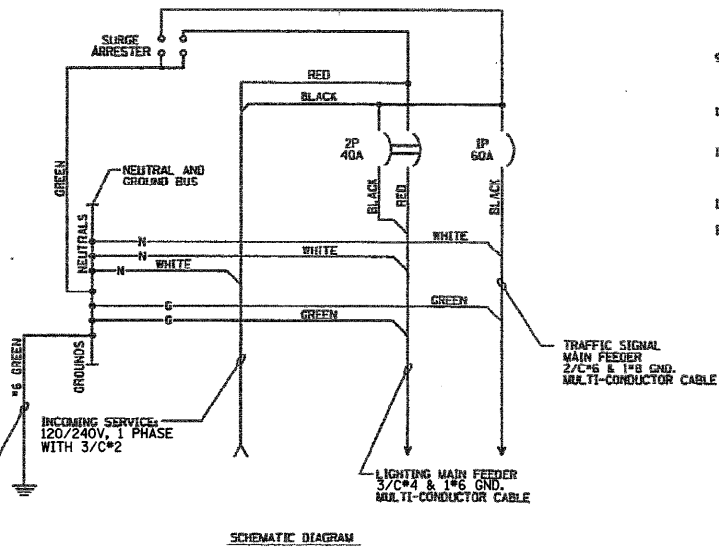 SURGE
ARRESTER
RED
BLACK
2P
40A
1P
60A
NEUTRAL AND
GROUND BUS
GREEN
BLACK
RED
BLACK
NEUTRALS
N
WHITE
N
WHITE
N
WHITE
G
GREEN
G
GREEN
GROUNDS
#6 GREEN
TRAFFIC SIGNAL
MAIN FEEDER
2/C#6 & 1#8 GND.
MULTI-CONDUCTOR CABLE
INCOMING SERVICE:
120/240V, 1 PHASE
WITH 3/C#2
LIGHTING MAIN FEEDER
3/C#4 & 1#6 GND.
MULTI-CONDUCTOR CABLE
SCHEMATIC DIAGRAM